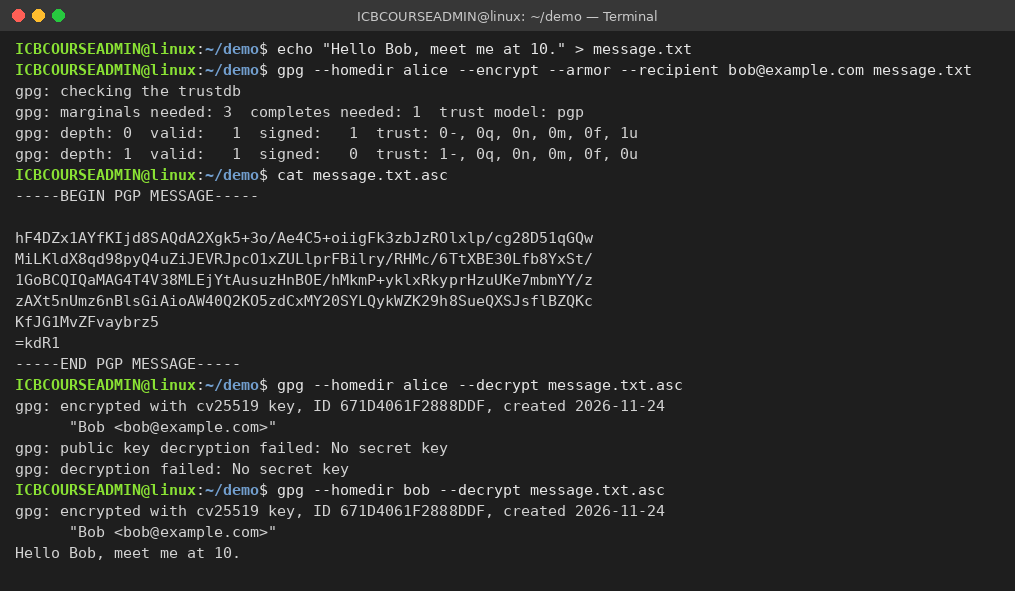 ICBCOURSEADMIN@linux: ~/demo — Terminal
ICBCOURSEADMIN@linux:~/demo$ echo "Hello Bob, meet me at 10." > message.txt
ICBCOURSEADMIN@linux:~/demo$ gpg --homedir alice --encrypt --armor --recipient bob@example.com message.txt
gpg: checking the trustdb
gpg: marginals needed: 3  completes needed: 1  trust model: pgp
gpg: depth: 0  valid:   1  signed:   1  trust: 0-, 0q, 0n, 0m, 0f, 1u
gpg: depth: 1  valid:   1  signed:   0  trust: 1-, 0q, 0n, 0m, 0f, 0u
ICBCOURSEADMIN@linux:~/demo$ cat message.txt.asc
-----BEGIN PGP MESSAGE-----

hF4DZx1AYfKIjd8SAQdA2Xgk5+3o/Ae4C5+oiigFk3zbJzROlxlp/cg28D51qGQw
MiLKldX8qd98pyQ4uZiJEVRJpcO1xZULlprFBilry/RHMc/6TtXBE30Lfb8YxSt/
1GoBCQIQaMAG4T4V38MLEjYtAusuzHnBOE/hMkmP+yklxRkyprHzuUKe7mbmYY/z
zAXt5nUmz6nBlsGiAioAW40Q2KO5zdCxMY20SYLQykWZK29h8SueQXSJsflBZQKc
KfJG1MvZFvaybrz5
=kdR1
-----END PGP MESSAGE-----
ICBCOURSEADMIN@linux:~/demo$ gpg --homedir alice --decrypt message.txt.asc
gpg: encrypted with cv25519 key, ID 671D4061F2888DDF, created 2026-11-24
      "Bob <bob@example.com>"
gpg: public key decryption failed: No secret key
gpg: decryption failed: No secret key
ICBCOURSEADMIN@linux:~/demo$ gpg --homedir bob --decrypt message.txt.asc
gpg: encrypted with cv25519 key, ID 671D4061F2888DDF, created 2026-11-24
      "Bob <bob@example.com>"
Hello Bob, meet me at 10.